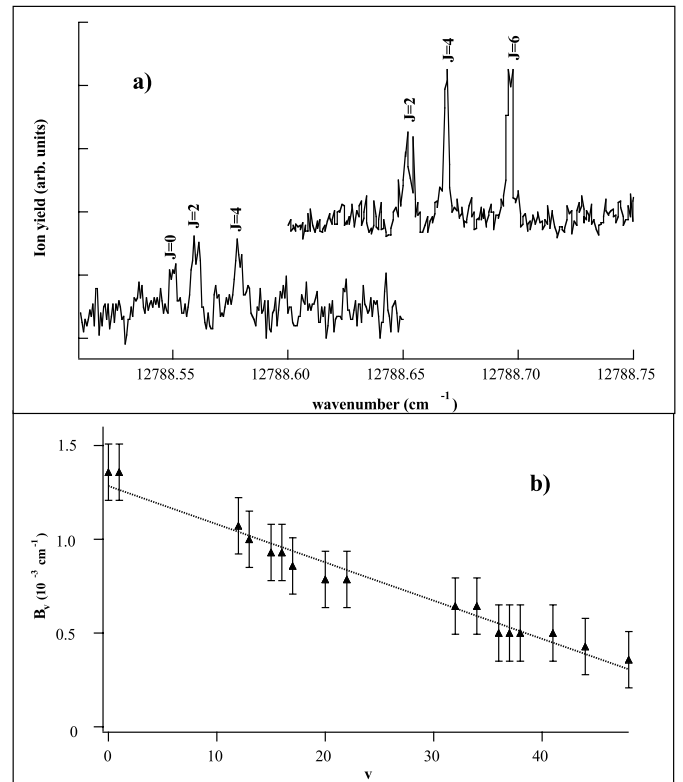 a)
Ion yield (arb. units)
J=0
J=2
J=4
J=2
J=4
J=6
12788.55
12788.60
12788.65
12788.70
12788.75
wavenumber (cm -1)
b)
Bv (10-3 cm-1)
1.5
1.0
0.5
0
0
10
20
30
40
v